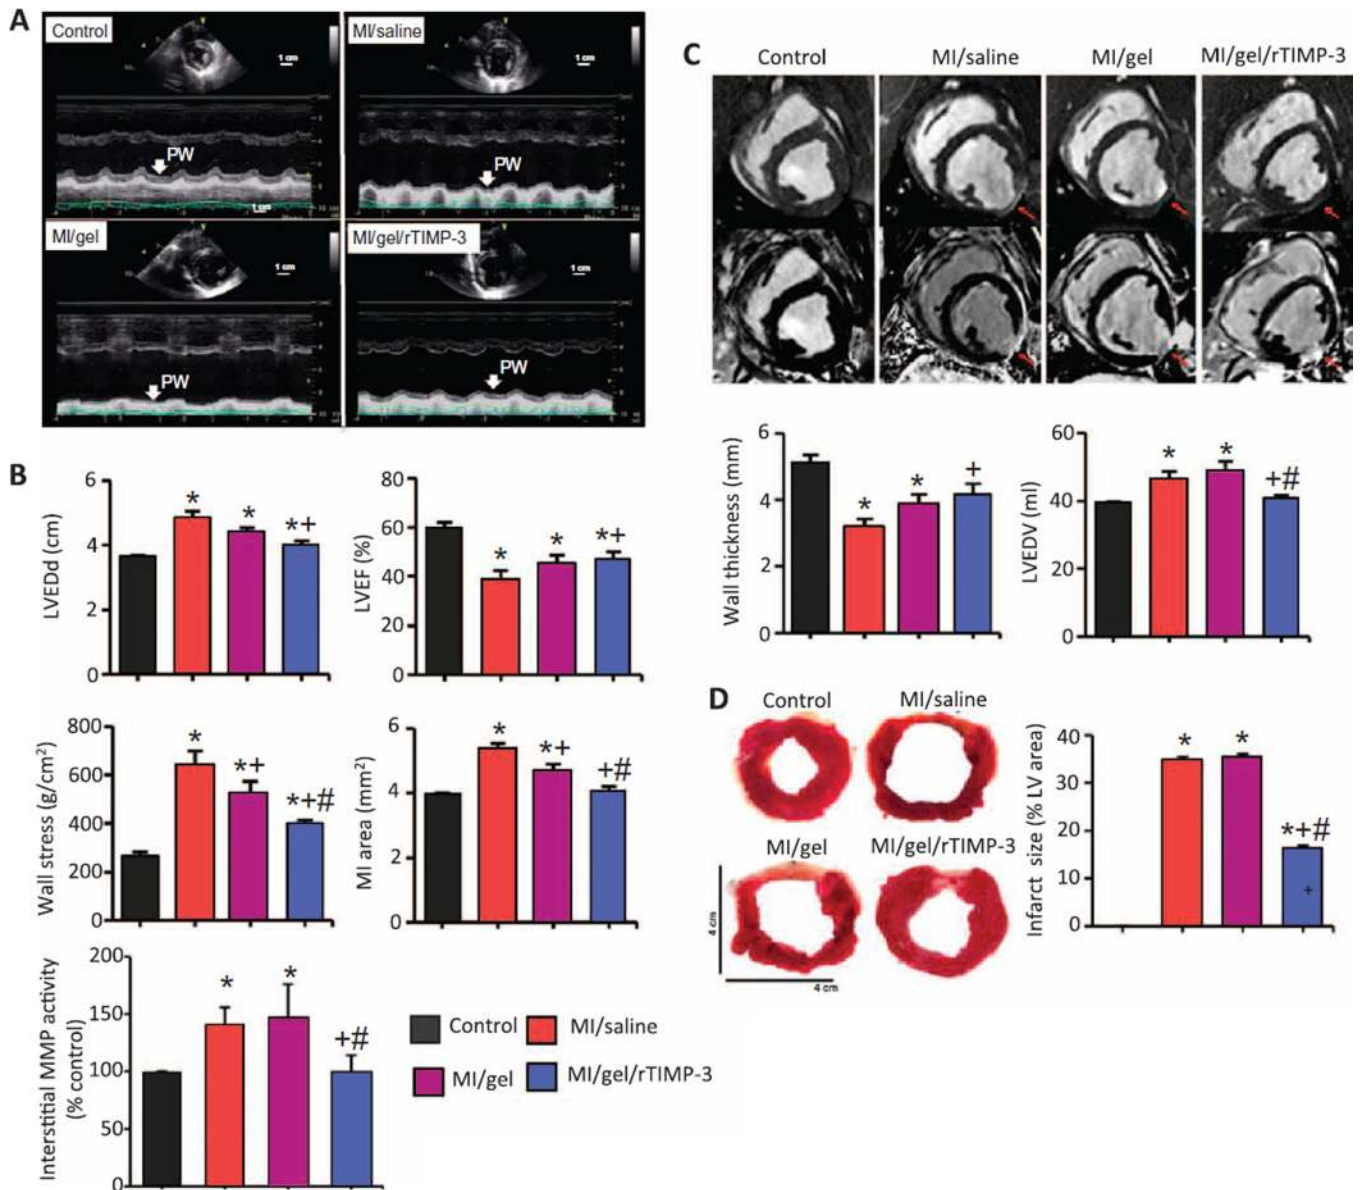 A
Control
1 cm
PW
1 cm
MI/saline
1 cm
PW
MI/gel
1 cm
PW
MI/gel/rTIMP-3
1 cm
PW
B
LVEDd (cm)
6
4
2
0
*
*
*+
LVEF (%)
80
60
40
20
0
*
*
*+
Wall stress (g/cm²)
800
600
400
200
0
*
*+
*+#
MI area (mm²)
6
4
2
0
*
*+
+#
Interstitial MMP activity
(% control)
200
150
100
50
0
*
*
+#
Control
MI/saline
MI/gel
MI/gel/rTIMP-3
C
Control
MI/saline
MI/gel
MI/gel/rTIMP-3
Wall thickness (mm)
6
4
2
0
*
*
+
LVEDV (ml)
60
40
20
0
*
*
+#
D
Control
MI/saline
MI/gel
MI/gel/rTIMP-3
4 cm
4 cm
Infarct size (% LV area)
40
30
20
10
0
*
*
*+#
+